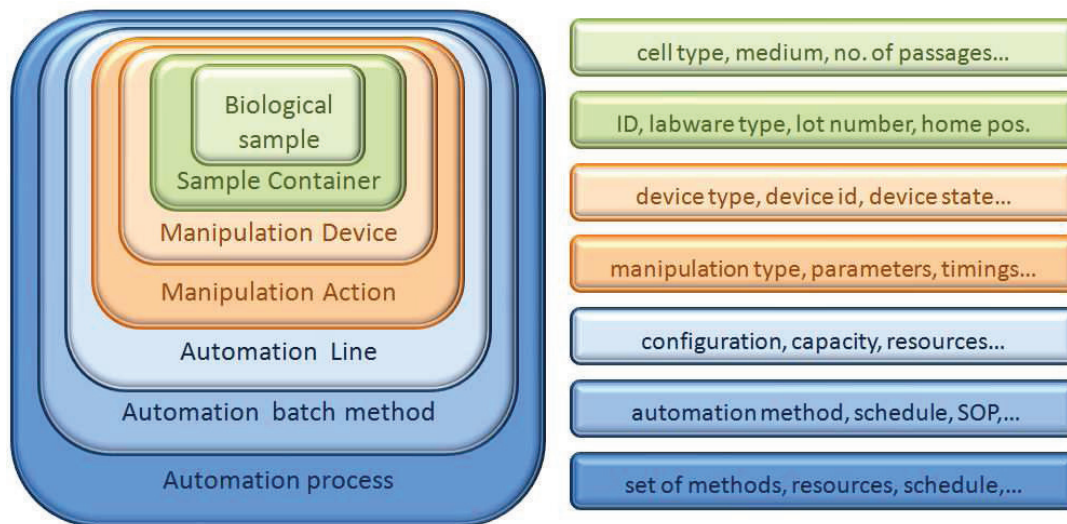 Biological
sample
Sample Container
Manipulation Device
Manipulation Action
Automation Line
Automation batch method
Automation process
cell type, medium, no. of passages...
ID, labware type, lot number, home pos.
device type, device id, device state...
manipulation type, parameters, timings...
configuration, capacity, resources...
automation method, schedule, SOP,...
set of methods, resources, schedule,...